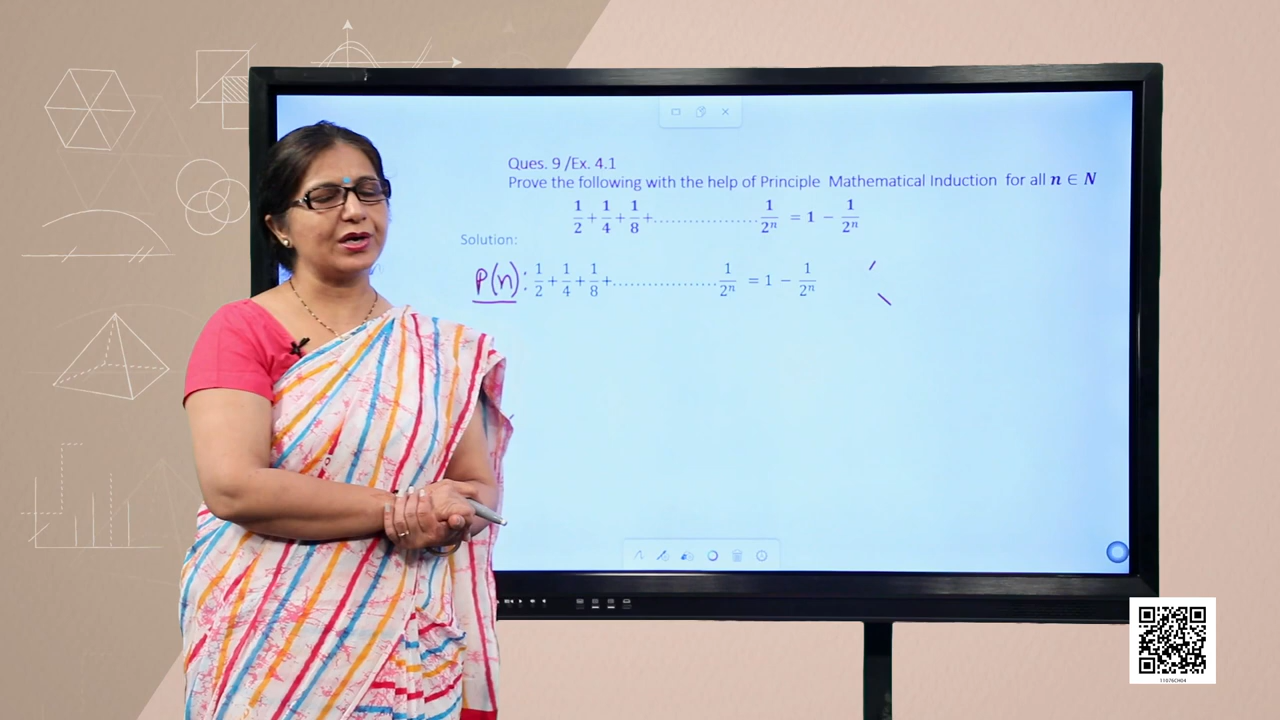 Ques. 9 /Ex. 4.1
Prove the following with the help of Principle Mathematical Induction for all n ∈ N
1/2 + 1/4 + 1/8 +.................. 1/2ⁿ = 1 − 1/2ⁿ
Solution:
P(n): 1/2 + 1/4 + 1/8 +.................. 1/2ⁿ = 1 − 1/2ⁿ
11076CH04